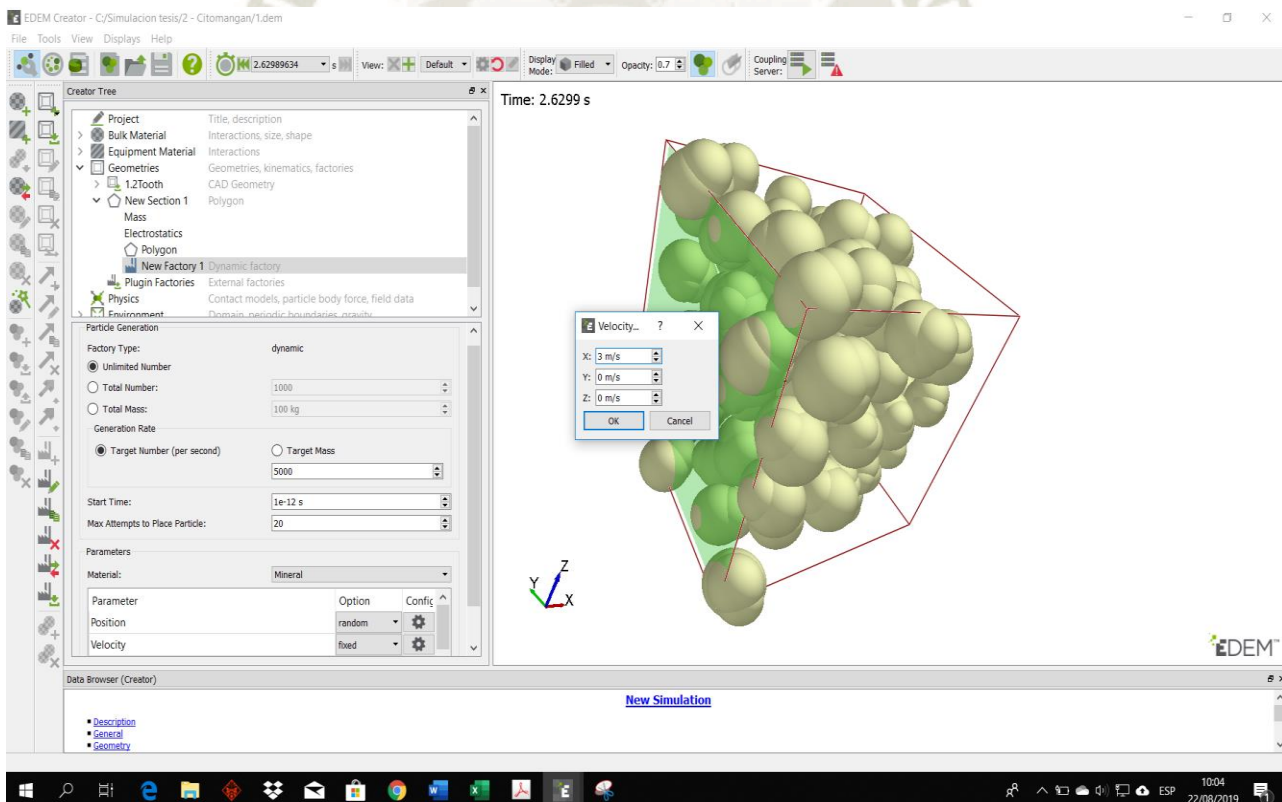 EDEM Creator - C:/Simulacion tesis/2 - Citomangan/1.dem
File Tools View Displays Help
2.62989634 s View: Default Display Mode: Filled Opacity: 0.7 Coupling Server:
Creator Tree
Project Title, description
Bulk Material Interactions, size, shape
Equipment Material Interactions
Geometries Geometries, kinematics, factories
1.2Tooth CAD Geometry
New Section 1 Polygon
Mass
Electrostatics
Polygon
New Factory 1 Dynamic factory
Plugin Factories External factories
Physics Contact models, particle body force, field data
Environment Domain, periodic boundaries, gravity
Particle Generation
Factory Type: dynamic
Unlimited Number
Total Number: 1000
Total Mass: 100 kg
Generation Rate
Target Number (per second) Target Mass
5000
Start Time: 1e-12 s
Max Attempts to Place Particle: 20
Parameters
Material: Mineral
Parameter Option Config
Position random
Velocity fixed
Time: 2.6299 s
Velocity... ? X
X: 3 m/s
Y: 0 m/s
Z: 0 m/s
OK Cancel
Z
Y
X
EDEM™
Data Browser (Creator)
New Simulation
Description
General
Geometry
ESP
10:04
22/08/2019